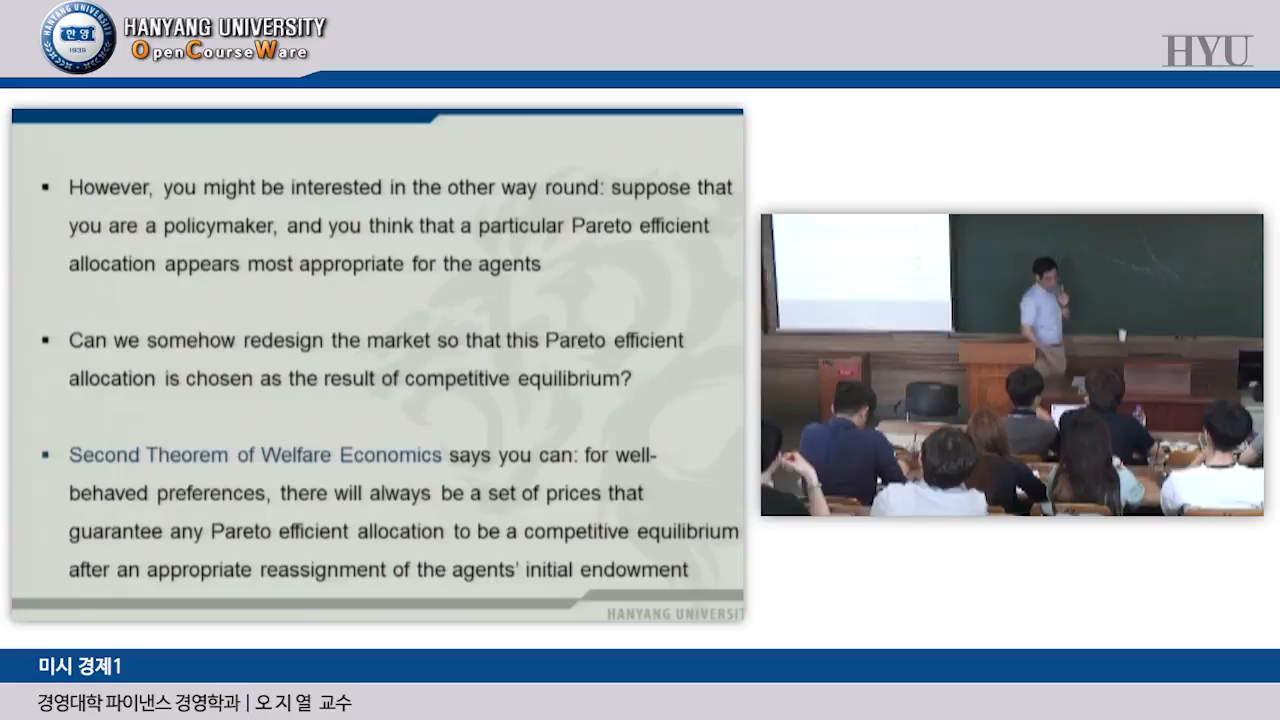 HANYANG UNIVERSITY
OpenCourseWare
한양
1939
HYU
▪ However, you might be interested in the other way round: suppose that
you are a policymaker, and you think that a particular Pareto efficient
allocation appears most appropriate for the agents
▪ Can we somehow redesign the market so that this Pareto efficient
allocation is chosen as the result of competitive equilibrium?
▪ Second Theorem of Welfare Economics says you can: for well-
behaved preferences, there will always be a set of prices that
guarantee any Pareto efficient allocation to be a competitive equilibrium
after an appropriate reassignment of the agents' initial endowment
HANYANG UNIVERSIT
미시 경제1
경영대학 파이낸스 경영학과 | 오 지 열 교수